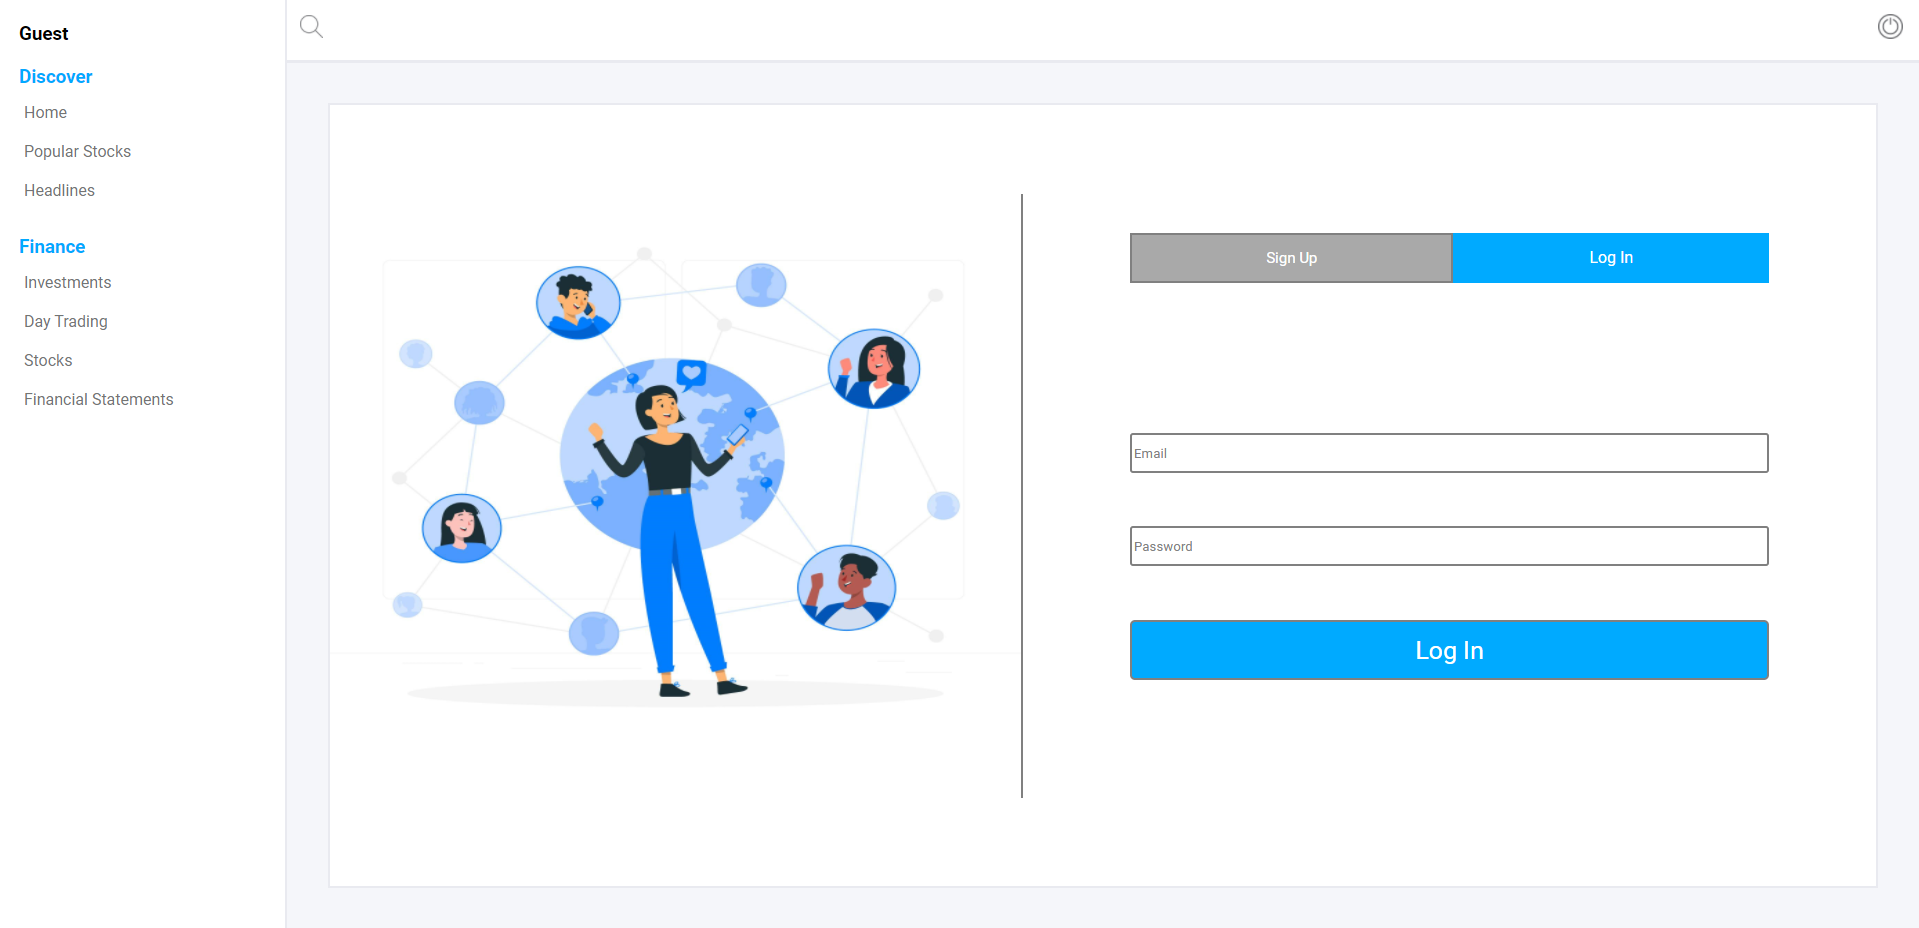 Guest
Discover
Home
Popular Stocks
Headlines
Finance
Investments
Day Trading
Stocks
Financial Statements
Sign Up
Log In
Email
Password
Log In